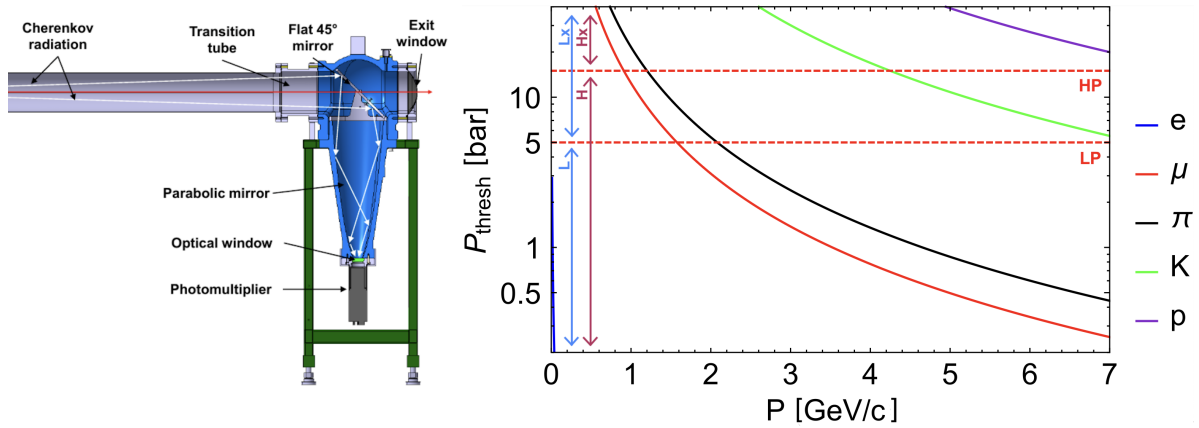 Cherenkov
radiation
Transition
tube
Flat 45°
mirror
Exit
window
Parabolic mirror
Optical window
Photomultiplier
P_thresh [bar]
10
5
1
0.5
Lx
Hx
H
L
HP
LP
0 1 2 3 4 5 6 7
P [GeV/c]
e
μ
π
K
p